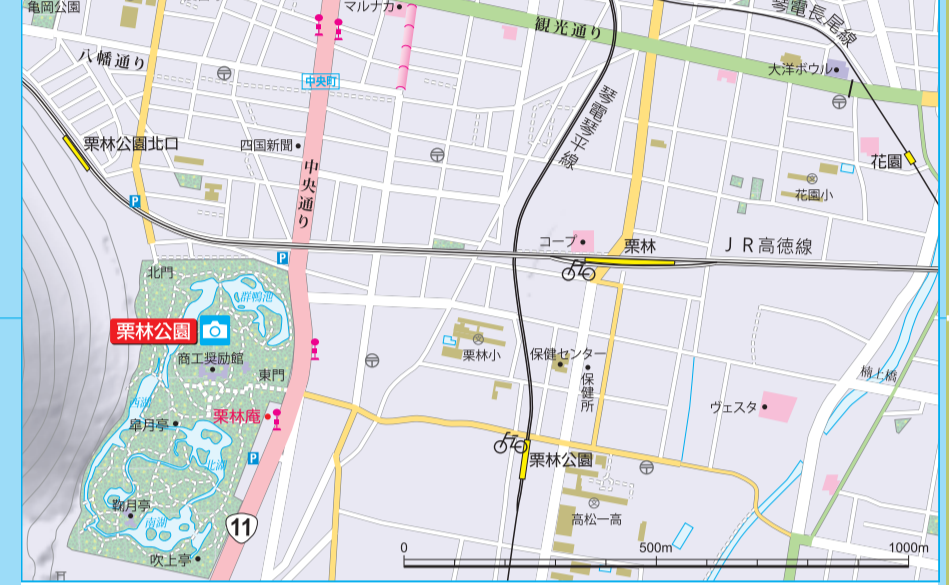 亀岡公園
マルナカ
観光通り
琴電長尾線
八幡通り
中央町
大洋ボウル
琴電琴平線
栗林公園北口
四国新聞
中央通り
花園
花園小
P
コープ
栗林
JR高徳線
P
北門
群鴨池
栗林公園
商工奨励館
東門
栗林小
保健センター
保健所
楠上橋
西湖
栗林庵
ヴェスタ
皐月亭
北湖
P
栗林公園
掬月亭
南湖
11
高松一高
吹上亭
0
500m
1000m